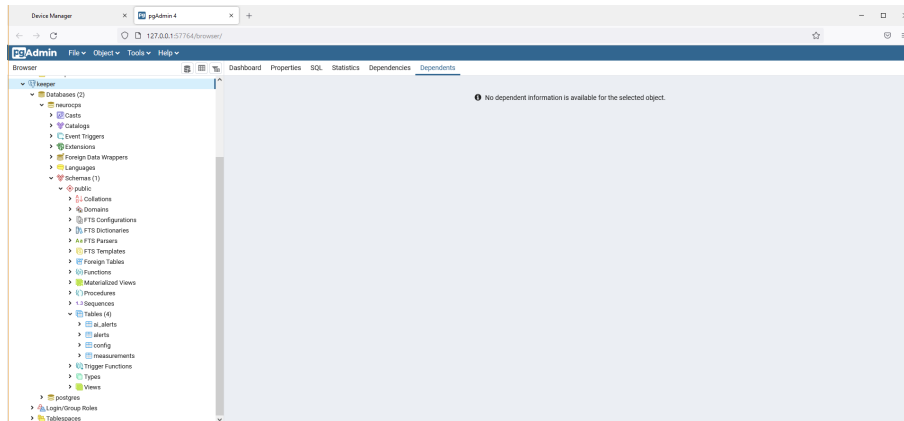 Device Manager
pgAdmin 4
127.0.0.1:57764/browser/
pgAdmin File Object Tools Help
Browser
Dashboard Properties SQL Statistics Dependencies Dependents
keeper
Databases (2)
neurocps
Casts
Catalogs
Event Triggers
Extensions
Foreign Data Wrappers
Languages
Schemas (1)
public
Collations
Domains
FTS Configurations
FTS Dictionaries
FTS Parsers
FTS Templates
Foreign Tables
Functions
Materialized Views
Procedures
1..3 Sequences
Tables (4)
ai_alerts
alerts
config
measurements
Trigger Functions
Types
Views
postgres
Login/Group Roles
Tablespaces
No dependent information is available for the selected object.